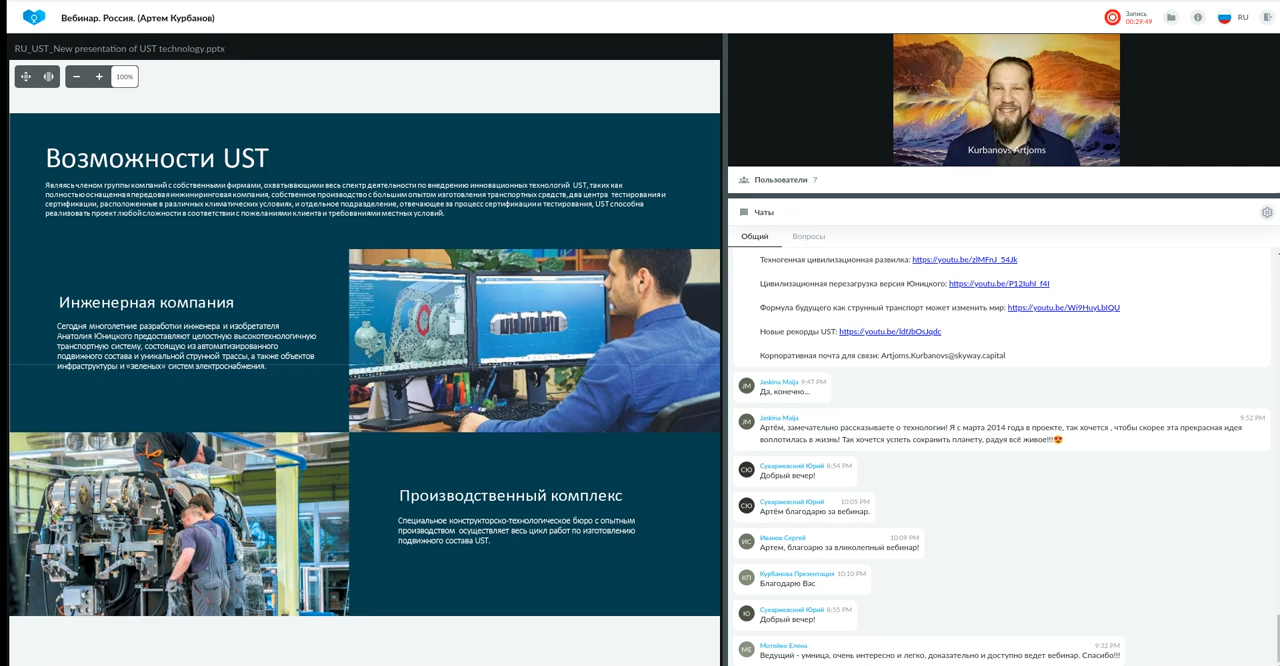 Вебинар. Россия. (Артем Курбанов)
Запись
00:29:49
RU
RU_UST_New presentation of UST technology.pptx
100%
Возможности UST
Являясь членом группы компаний с собственными фирмами, охватывающими весь спектр деятельности по внедрению инновационных технологий UST, таких как
полностью оснащенная передовая инжиниринговая компания, собственное производство с большим опытом изготовления транспортных средств, два центра тестирования и
сертификации, расположенные в различных климатических условиях, и отдельное подразделение, отвечающее за процесс сертификации и тестирования, UST способна
реализовать проект любой сложности в соответствии с пожеланиями клиента и требованиями местных условий.
Инженерная компания
Сегодня многолетние разработки инженера и изобретателя
Анатолия Юницкого предоставляют целостную высокотехнологичную
транспортную систему, состоящую из автоматизированного
подвижного состава и уникальной струнной трассы, а также объектов
инфраструктуры и «зеленых» систем электроснабжения.
Производственный комплекс
Специальное конструкторско-технологическое бюро с опытным
производством осуществляет весь цикл работ по изготовлению
подвижного состава UST.
Kurbanovs Artjoms
Пользователи 7
Чаты
Общий Вопросы
Техногенная цивилизационная развилка: https://youtu.be/zlMFnJ_54Jk
Цивилизационная перезагрузка версия Юницкого: https://youtu.be/P12IuhI_f4I
Формула будущего как струнный транспорт может изменить мир: https://youtu.be/Wi9HuyLbIQU
Новые рекорды UST: https://youtu.be/ldfJbOsJqdc
Корпоративная почта для связи: Artjoms.Kurbanovs@skyway.capital
JM
Jaskina Maija 9:47 PM
Да, конечно...
JM
Jaskina Maija 9:52 PM
Артём, замечательно рассказываете о технологии! Я с марта 2014 года в проекте, так хочется , чтобы скорее эта прекрасная идея
воплотилась в жизнь! Так хочется успеть сохранить планету, радуя всё живое!!!😍
СЮ
Сухаржевский Юрий 8:54 PM
Добрый вечер!
СЮ
Сухаржевский Юрий 10:05 PM
Артём благодарю за вебинар.
ИС
Иванов Сергей 10:09 PM
Артем, благоарю за вликолепный вебинар!
КП
Курбанова Презентация 10:10 PM
Благодарю Вас
Ю
Сухаржевский Юрий 8:55 PM
Добрый вечер!
МЕ
Мотейко Елена 9:32 PM
Ведущий - умница, очень интересно и легко, доказательно и доступно ведет вебинар. Спасибо!!!